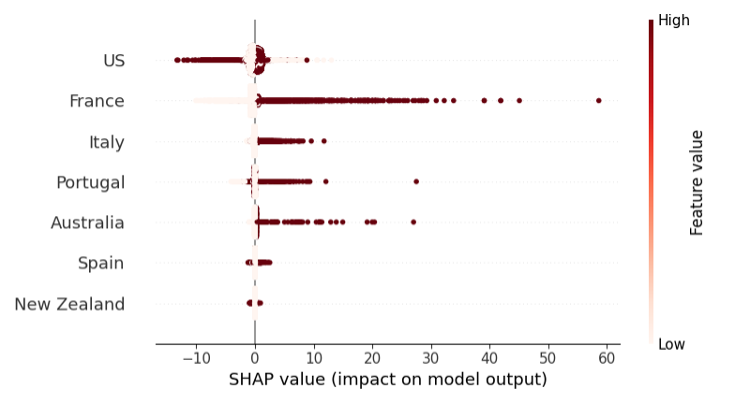 High
US
France
Italy
Portugal
Australia
Spain
New Zealand
Feature value
Low
−10 0 10 20 30 40 50 60
SHAP value (impact on model output)